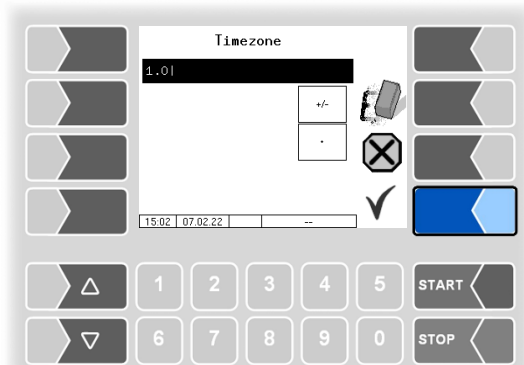 Timezone
1.0
+/-
.
15:02 07.02.22 --
1 2 3 4 5 START
6 7 8 9 0 STOP